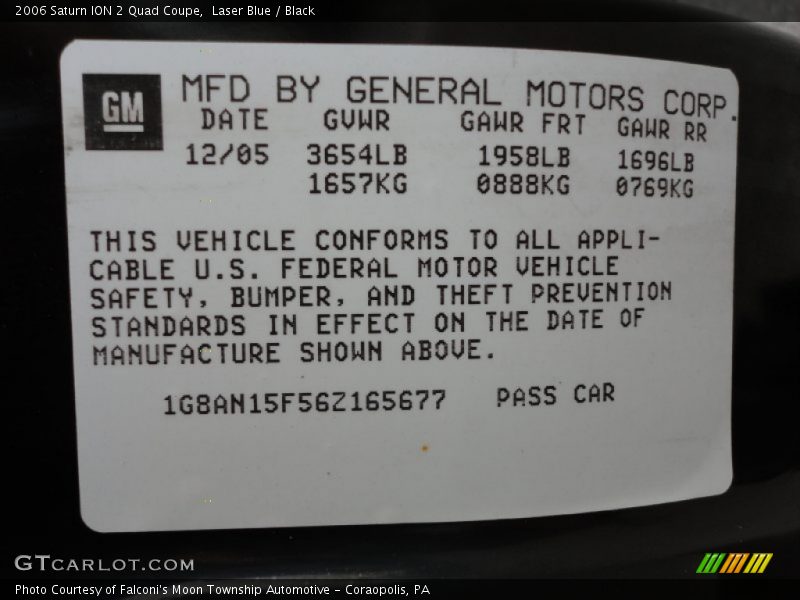 2006 Saturn ION 2 Quad Coupe,  Laser Blue / Black
GM
MFD BY GENERAL MOTORS CORP.
DATE GVWR GAWR FRT GAWR RR
12/05 3654LB 1958LB 1696LB
1657KG 0888KG 0769KG
THIS VEHICLE CONFORMS TO ALL APPLI-
CABLE U.S. FEDERAL MOTOR VEHICLE
SAFETY, BUMPER, AND THEFT PREVENTION
STANDARDS IN EFFECT ON THE DATE OF
MANUFACTURE SHOWN ABOVE.
1G8AN15F56Z165677 PASS CAR
GTCARLOT.COM
Photo Courtesy of Falconi's Moon Township Automotive - Coraopolis, PA